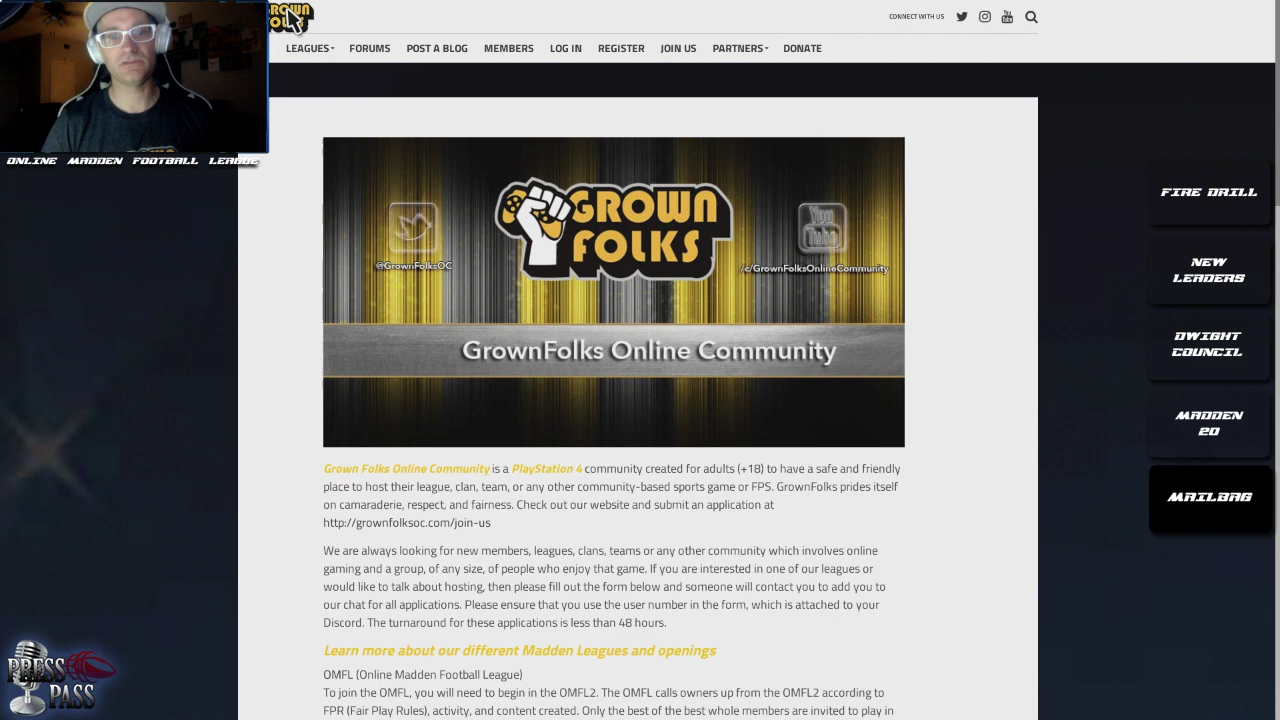 GROWN
FOLKS
CONNECT WITH US
LEAGUES FORUMS POST A BLOG MEMBERS LOG IN REGISTER JOIN US PARTNERS DONATE
ONLINE MADDEN FOOTBALL LEAGUE
GROWN
FOLKS
You
Tube
@GrownFolksOC
/c/GrownFolksOnlineCommunity
GrownFolks Online Community
Grown Folks Online Community is a PlayStation 4 community created for adults (+18) to have a safe and friendly
place to host their league, clan, team, or any other community-based sports game or FPS. GrownFolks prides itself
on camaraderie, respect, and fairness. Check out our website and submit an application at
http://grownfolksoc.com/join-us
We are always looking for new members, leagues, clans, teams or any other community which involves online
gaming and a group, of any size, of people who enjoy that game. If you are interested in one of our leagues or
would like to talk about hosting, then please fill out the form below and someone will contact you to add you to
our chat for all applications. Please ensure that you use the user number in the form, which is attached to your
Discord. The turnaround for these applications is less than 48 hours.
Learn more about our different Madden Leagues and openings
OMFL (Online Madden Football League)
To join the OMFL, you will need to begin in the OMFL2. The OMFL calls owners up from the OMFL2 according to
FPR (Fair Play Rules), activity, and content created. Only the best of the best whole members are invited to play in
FIRE DRILL
NEW
LEADERS
DWIGHT
COUNCIL
MADDEN
20
MAILBAG
PRESS
PASS